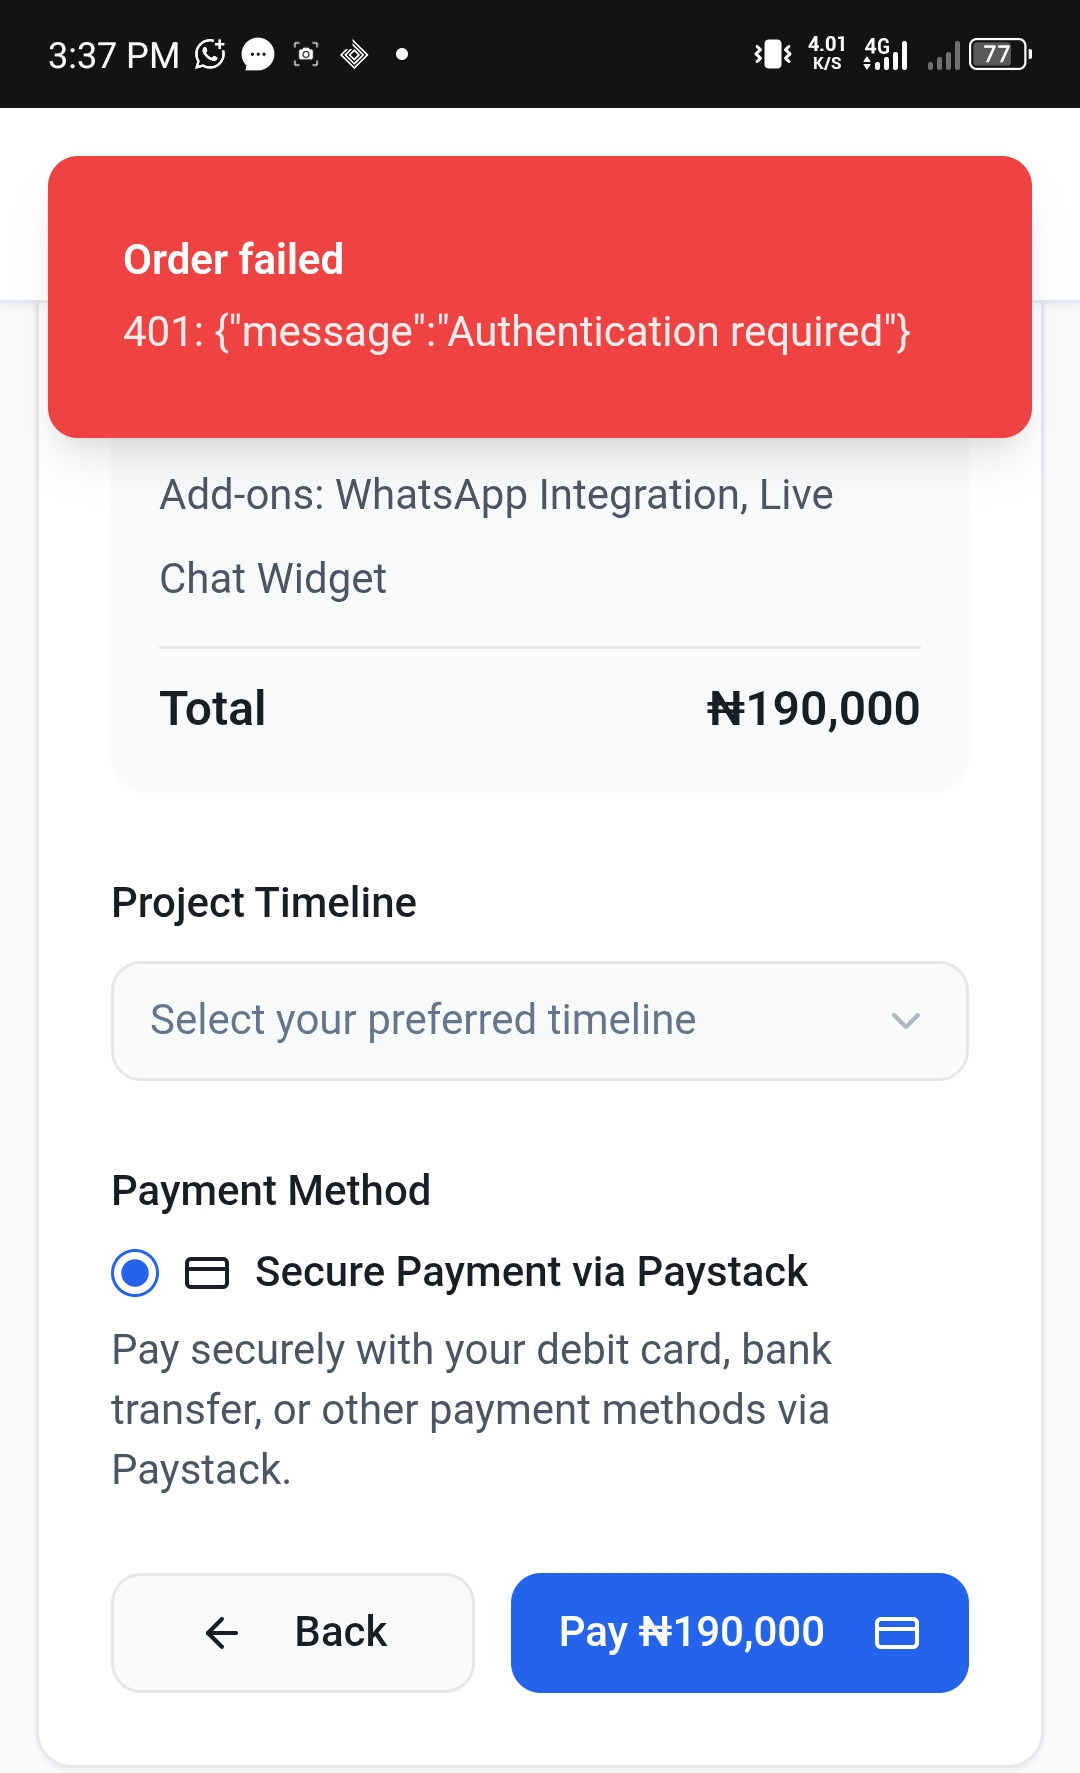 3:37 PM
4.01
K/S
4G
77
Order failed
401: {"message":"Authentication required"}
Add-ons: WhatsApp Integration, Live
Chat Widget
Total ₦190,000
Project Timeline
Select your preferred timeline
Payment Method
Secure Payment via Paystack
Pay securely with your debit card, bank
transfer, or other payment methods via
Paystack.
Back
Pay ₦190,000